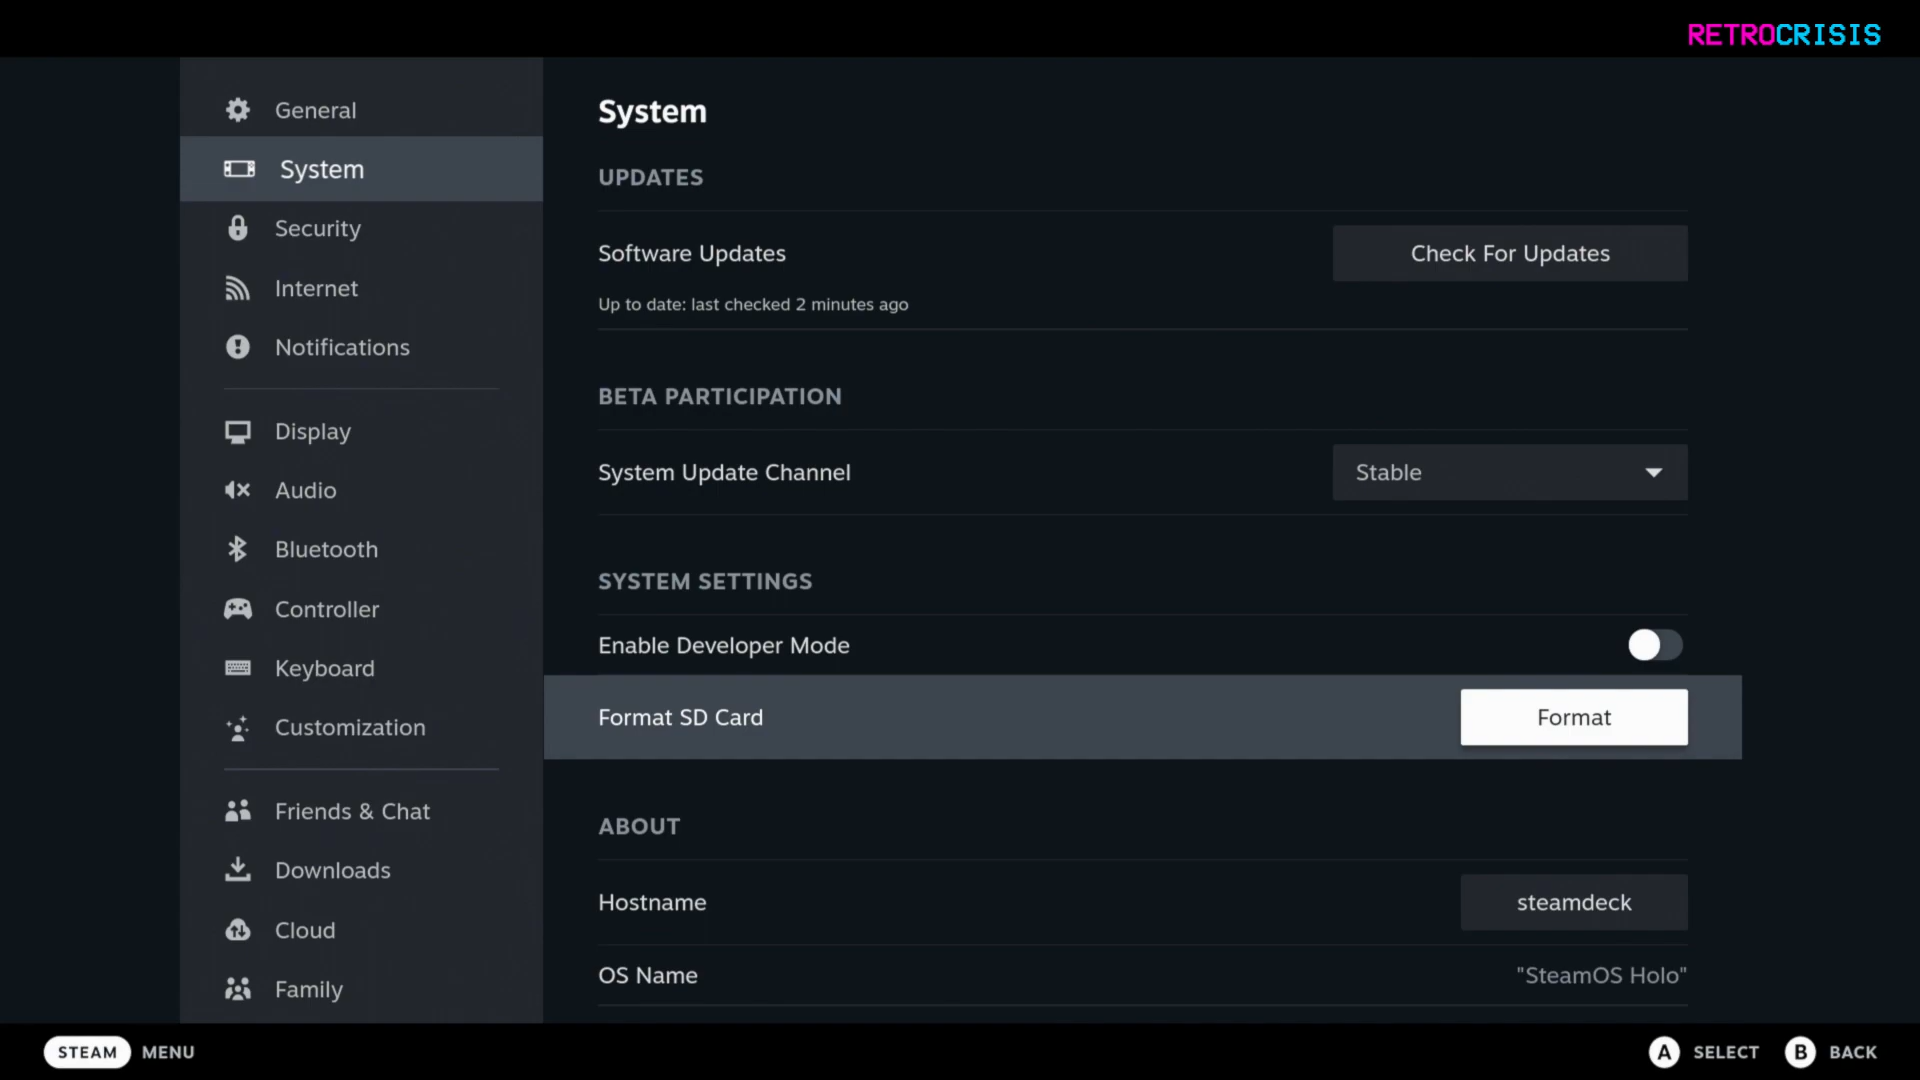 RETROCRISIS
General
System
Security
Internet
Notifications
Display
Audio
Bluetooth
Controller
Keyboard
Customization
Friends & Chat
Downloads
Cloud
Family
System
UPDATES
Software Updates
Check For Updates
Up to date: last checked 2 minutes ago
BETA PARTICIPATION
System Update Channel
Stable
SYSTEM SETTINGS
Enable Developer Mode
Format SD Card
Format
ABOUT
Hostname
steamdeck
OS Name
"SteamOS Holo"
STEAM MENU
A SELECT B BACK